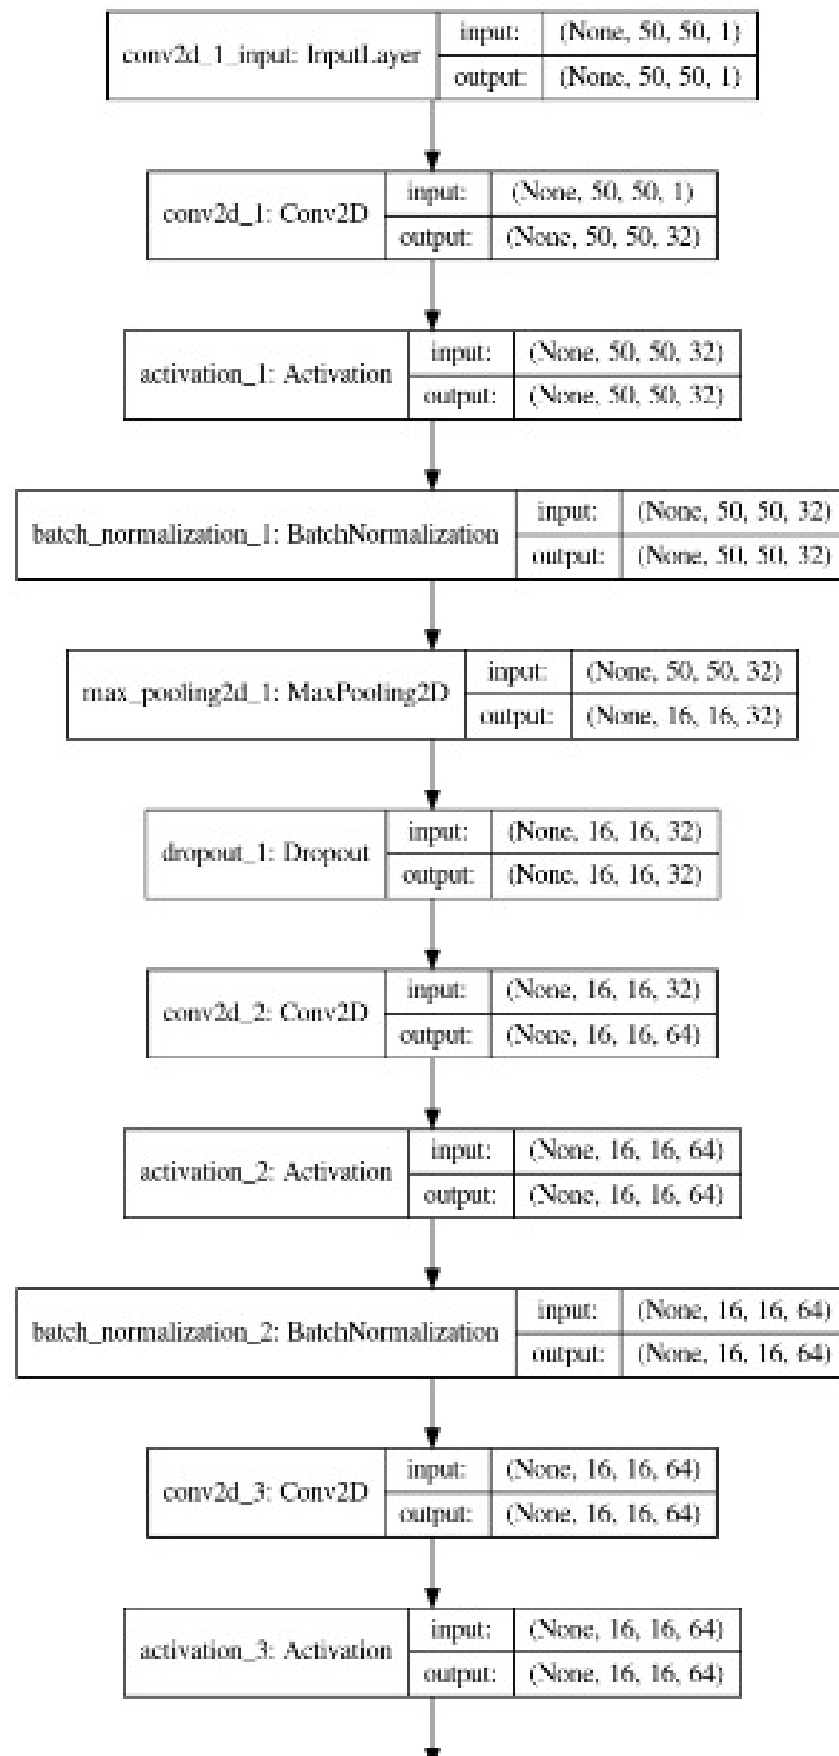 conv2d_1_input: InputLayer
input: (None, 50, 50, 1)
output: (None, 50, 50, 1)
conv2d_1: Conv2D
input: (None, 50, 50, 1)
output: (None, 50, 50, 32)
activation_1: Activation
input: (None, 50, 50, 32)
output: (None, 50, 50, 32)
batch_normalization_1: BatchNormalization
input: (None, 50, 50, 32)
output: (None, 50, 50, 32)
max_pooling2d_1: MaxPooling2D
input: (None, 50, 50, 32)
output: (None, 16, 16, 32)
dropout_1: Dropout
input: (None, 16, 16, 32)
output: (None, 16, 16, 32)
conv2d_2: Conv2D
input: (None, 16, 16, 32)
output: (None, 16, 16, 64)
activation_2: Activation
input: (None, 16, 16, 64)
output: (None, 16, 16, 64)
batch_normalization_2: BatchNormalization
input: (None, 16, 16, 64)
output: (None, 16, 16, 64)
conv2d_3: Conv2D
input: (None, 16, 16, 64)
output: (None, 16, 16, 64)
activation_3: Activation
input: (None, 16, 16, 64)
output: (None, 16, 16, 64)